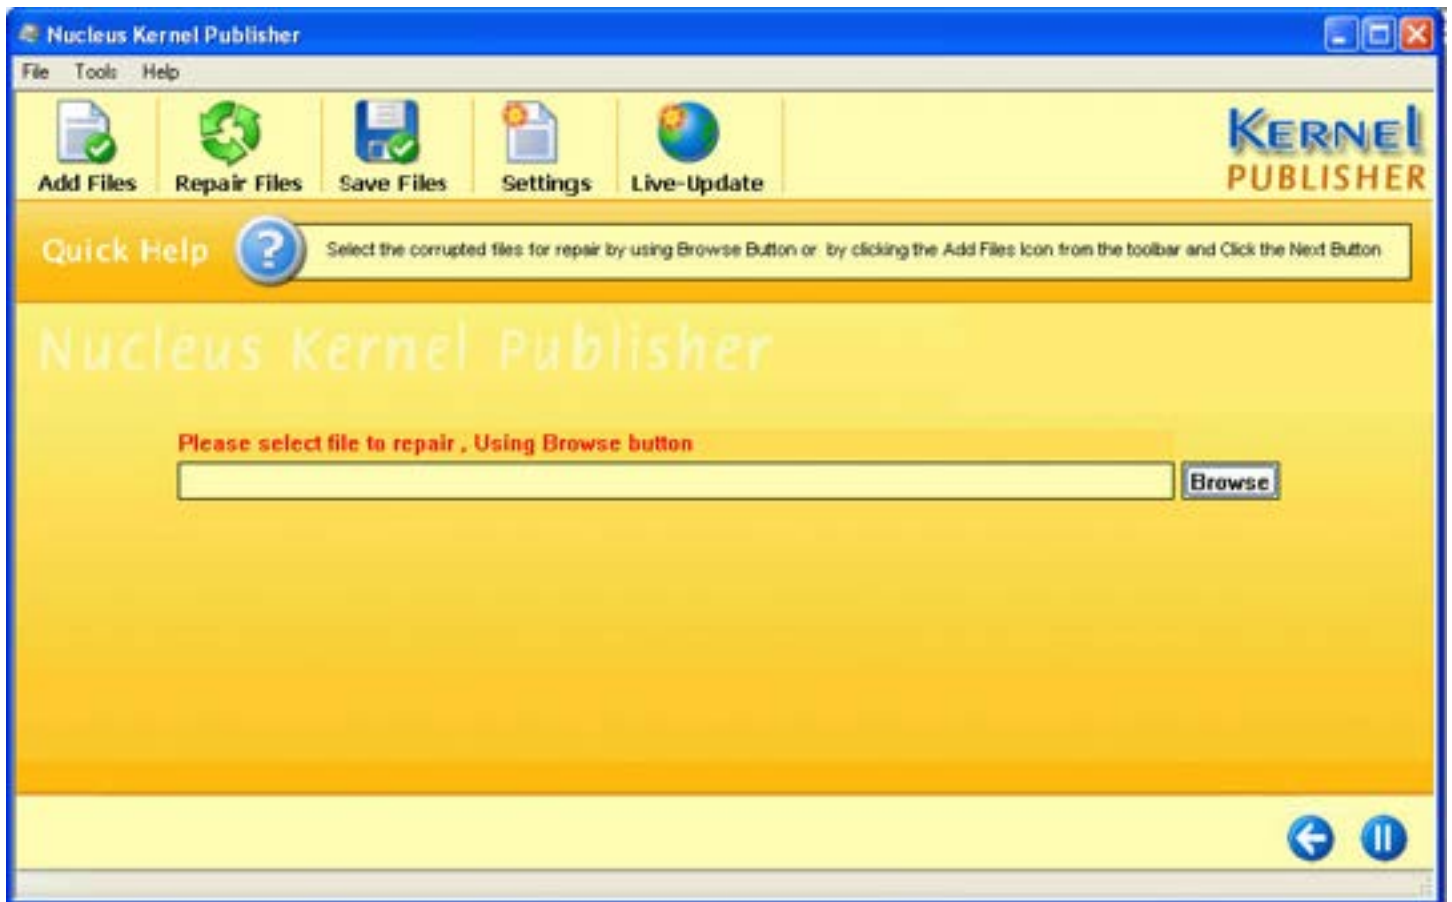 Nucleus Kernel Publisher
File Tools Help
Add Files Repair Files Save Files Settings Live-Update
KERNEl
PUBLISHER
Quick Help
Select the corrupted files for repair by using Browse Button or by clicking the Add Files Icon from the toolbar and Click the Next Button
Nucleus Kernel Publisher
Please select file to repair , Using Browse button
Browse